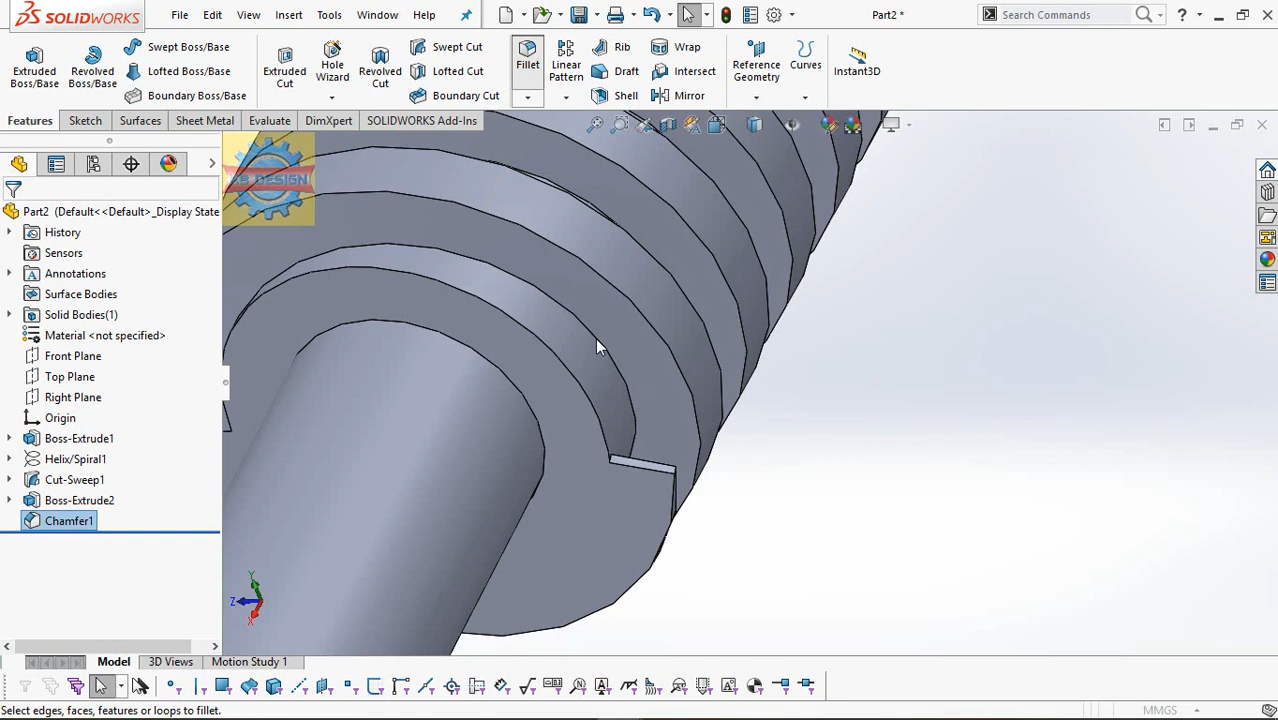 SOLIDWORKS File Edit View Insert Tools Window Help Part2 * Search Commands ?
Extruded Boss/Base Revolved Boss/Base Swept Boss/Base Lofted Boss/Base Boundary Boss/Base Extruded Cut Hole Wizard Revolved Cut Swept Cut Lofted Cut Boundary Cut Fillet Linear Pattern Rib Draft Shell Wrap Intersect Mirror Reference Geometry Curves Instant3D
Features Sketch Surfaces Sheet Metal Evaluate DimXpert SOLIDWORKS Add-Ins
Part2 (Default<<Default>_Display State
History
Sensors
Annotations
Surface Bodies
Solid Bodies(1)
Material <not specified>
Front Plane
Top Plane
Right Plane
Origin
Boss-Extrude1
Helix/Spiral1
Cut-Sweep1
Boss-Extrude2
Chamfer1
Y
Z
X
Model 3D Views Motion Study 1
Select edges, faces, features or loops to fillet. MMGS